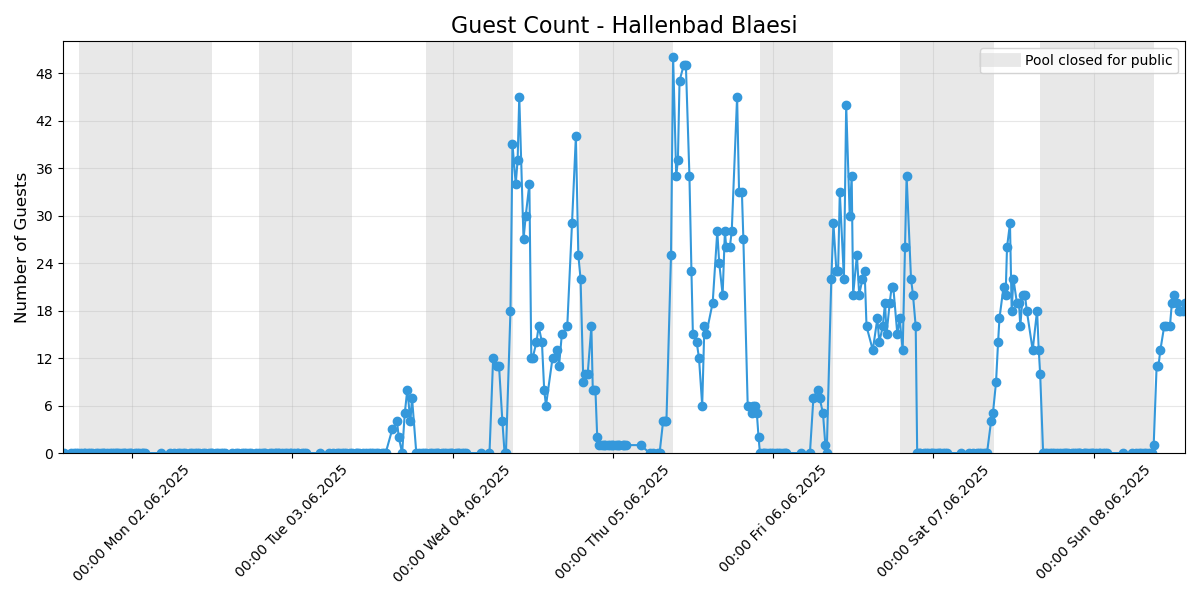 Guest Count - Hallenbad Blaesi
Pool closed for public
Number of Guests
48
42
36
30
24
18
12
6
0
00:00 Mon 02.06.2025
00:00 Tue 03.06.2025
00:00 Wed 04.06.2025
00:00 Thu 05.06.2025
00:00 Fri 06.06.2025
00:00 Sat 07.06.2025
00:00 Sun 08.06.2025